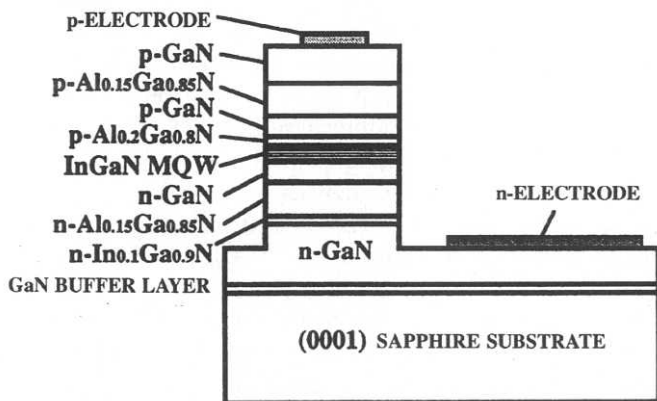 p-ELECTRODE
p-GaN
p-Al0.15Ga0.85N
p-GaN
p-Al0.2Ga0.8N
InGaN MQW
n-GaN
n-ELECTRODE
n-Al0.15Ga0.85N
n-In0.1Ga0.9N
n-GaN
GaN BUFFER LAYER
(0001) SAPPHIRE SUBSTRATE